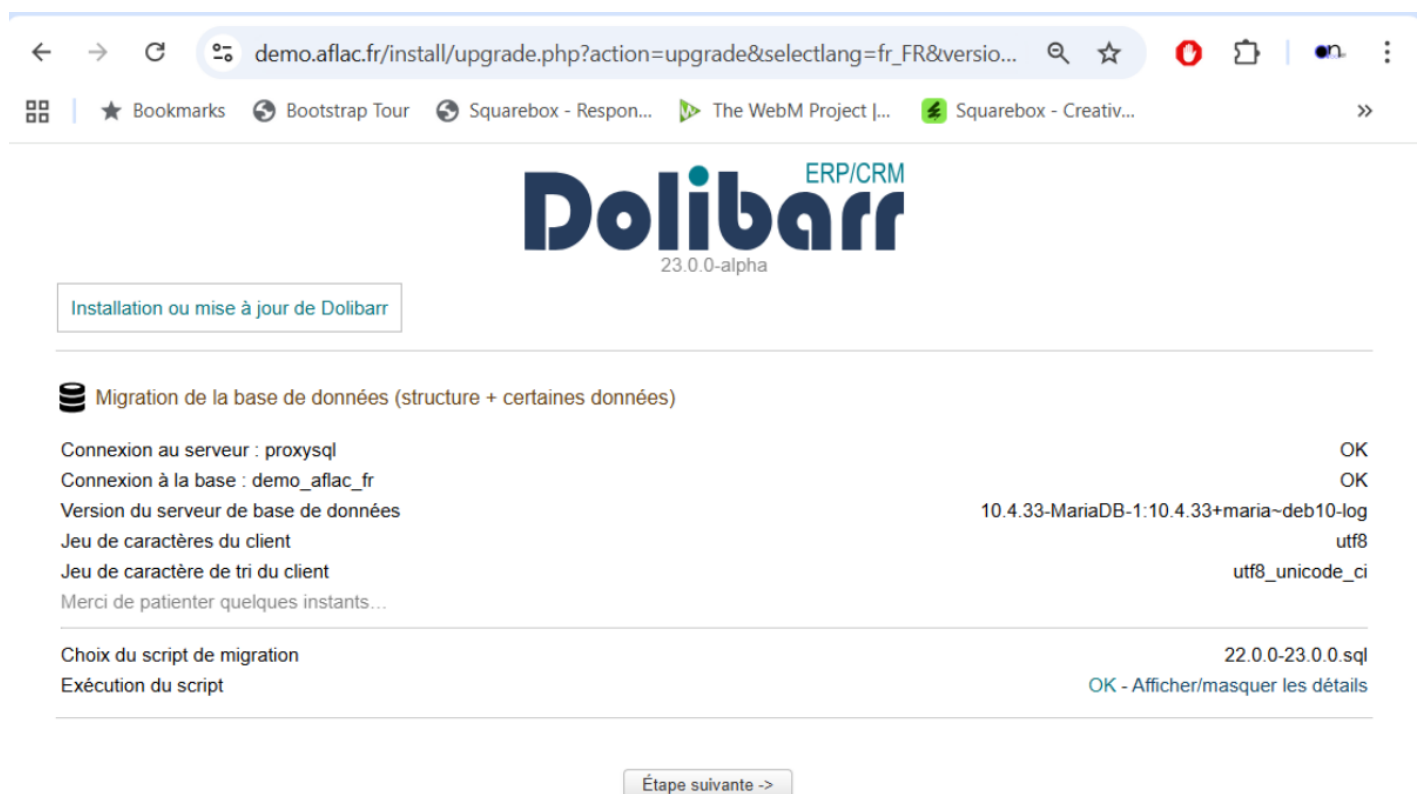 demo.aflac.fr/install/upgrade.php?action=upgrade&selectlang=fr_FR&versio...
Bookmarks Bootstrap Tour Squarebox - Respon... The WebM Project |... Squarebox - Creativ... »
ERP/CRM
Dolibarr
23.0.0-alpha
Installation ou mise à jour de Dolibarr
Migration de la base de données (structure + certaines données)
Connexion au serveur : proxysql OK
Connexion à la base : demo_aflac_fr OK
Version du serveur de base de données 10.4.33-MariaDB-1:10.4.33+maria~deb10-log
Jeu de caractères du client utf8
Jeu de caractère de tri du client utf8_unicode_ci
Merci de patienter quelques instants...
Choix du script de migration 22.0.0-23.0.0.sql
Exécution du script OK - Afficher/masquer les détails
Étape suivante ->